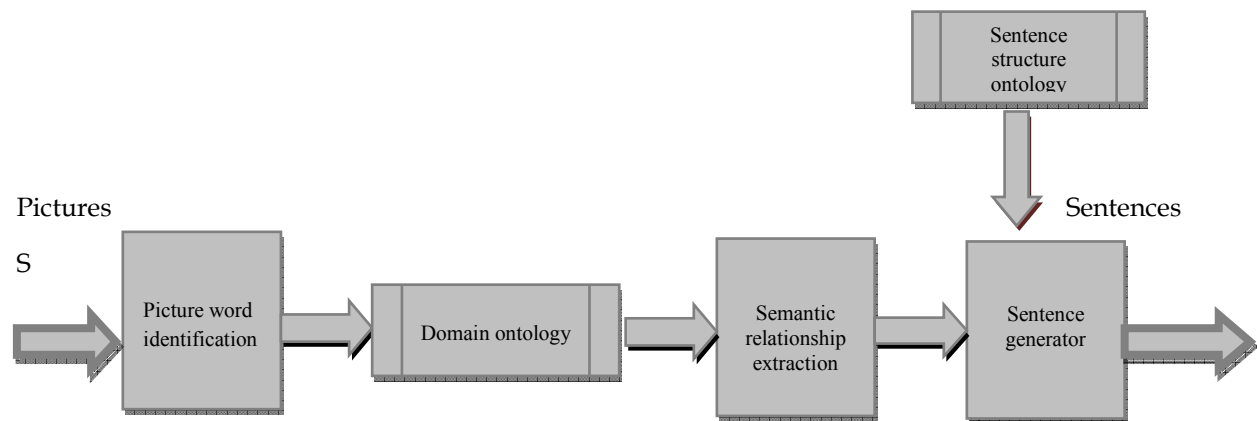 Sentence
structure
ontology
Pictures
S
Sentences
Picture word
identification
Domain ontology
Semantic
relationship
extraction
Sentence
generator